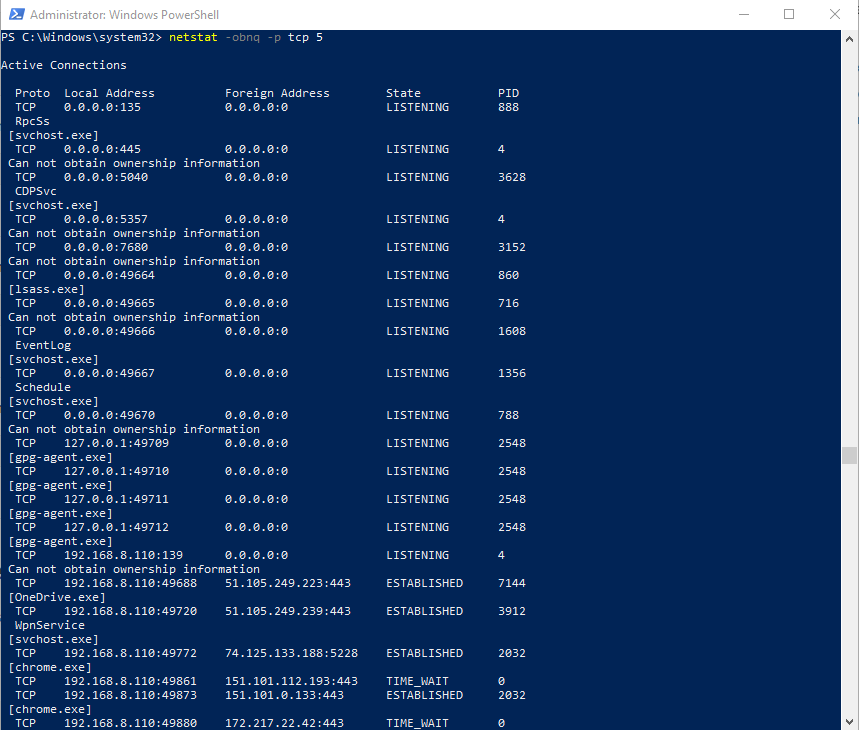 Administrator: Windows PowerShell
PS C:\Windows\system32> netstat -obnq -p tcp 5
Active Connections
Proto Local Address Foreign Address State PID
TCP 0.0.0.0:135 0.0.0.0:0 LISTENING 888
RpcSs
[svchost.exe]
TCP 0.0.0.0:445 0.0.0.0:0 LISTENING 4
Can not obtain ownership information
TCP 0.0.0.0:5040 0.0.0.0:0 LISTENING 3628
CDPSvc
[svchost.exe]
TCP 0.0.0.0:5357 0.0.0.0:0 LISTENING 4
Can not obtain ownership information
TCP 0.0.0.0:7680 0.0.0.0:0 LISTENING 3152
Can not obtain ownership information
TCP 0.0.0.0:49664 0.0.0.0:0 LISTENING 860
[lsass.exe]
TCP 0.0.0.0:49665 0.0.0.0:0 LISTENING 716
Can not obtain ownership information
TCP 0.0.0.0:49666 0.0.0.0:0 LISTENING 1608
EventLog
[svchost.exe]
TCP 0.0.0.0:49667 0.0.0.0:0 LISTENING 1356
Schedule
[svchost.exe]
TCP 0.0.0.0:49670 0.0.0.0:0 LISTENING 788
Can not obtain ownership information
TCP 127.0.0.1:49709 0.0.0.0:0 LISTENING 2548
[gpg-agent.exe]
TCP 127.0.0.1:49710 0.0.0.0:0 LISTENING 2548
[gpg-agent.exe]
TCP 127.0.0.1:49711 0.0.0.0:0 LISTENING 2548
[gpg-agent.exe]
TCP 127.0.0.1:49712 0.0.0.0:0 LISTENING 2548
[gpg-agent.exe]
TCP 192.168.8.110:139 0.0.0.0:0 LISTENING 4
Can not obtain ownership information
TCP 192.168.8.110:49688 51.105.249.223:443 ESTABLISHED 7144
[OneDrive.exe]
TCP 192.168.8.110:49720 51.105.249.239:443 ESTABLISHED 3912
WpnService
[svchost.exe]
TCP 192.168.8.110:49772 74.125.133.188:5228 ESTABLISHED 2032
[chrome.exe]
TCP 192.168.8.110:49861 151.101.112.193:443 TIME_WAIT 0
TCP 192.168.8.110:49873 151.101.0.133:443 ESTABLISHED 2032
[chrome.exe]
TCP 192.168.8.110:49880 172.217.22.42:443 TIME_WAIT 0